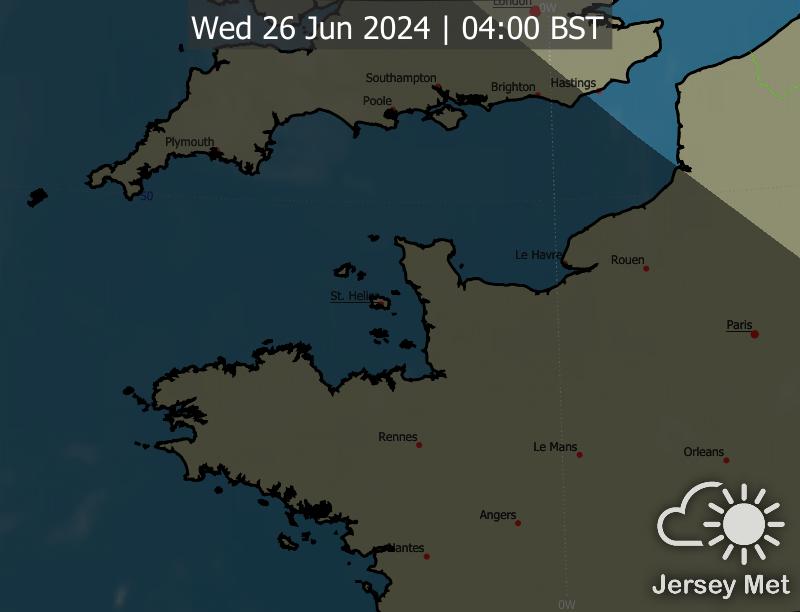 London
0W
Wed 26 Jun 2024 | 04:00 BST
Southampton
Brighton
Hastings
Poole
Plymouth
50
Le Havre
Rouen
St. Helier
Paris
Rennes
Le Mans
Orleans
Angers
Nantes
Jersey Met
0W